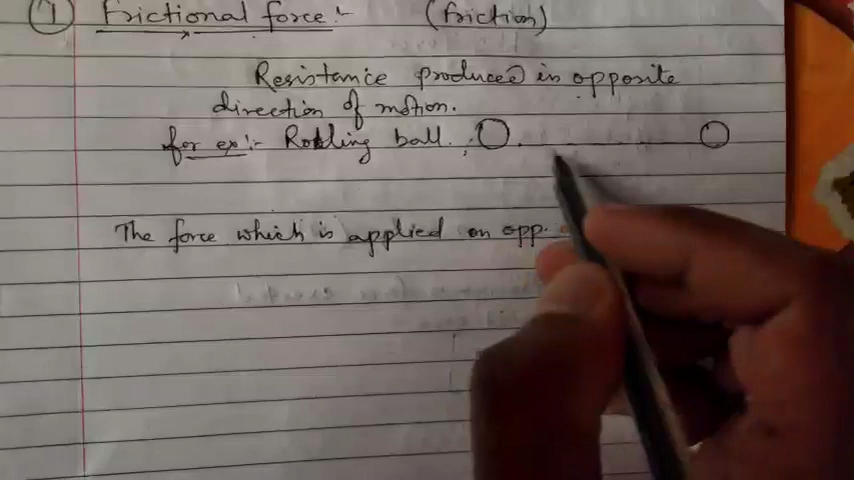 ① Frictional force :- (friction)
Resistance produced in opposite
direction of motion.
for ex :- Rolling ball.
The force which is applied on opp.